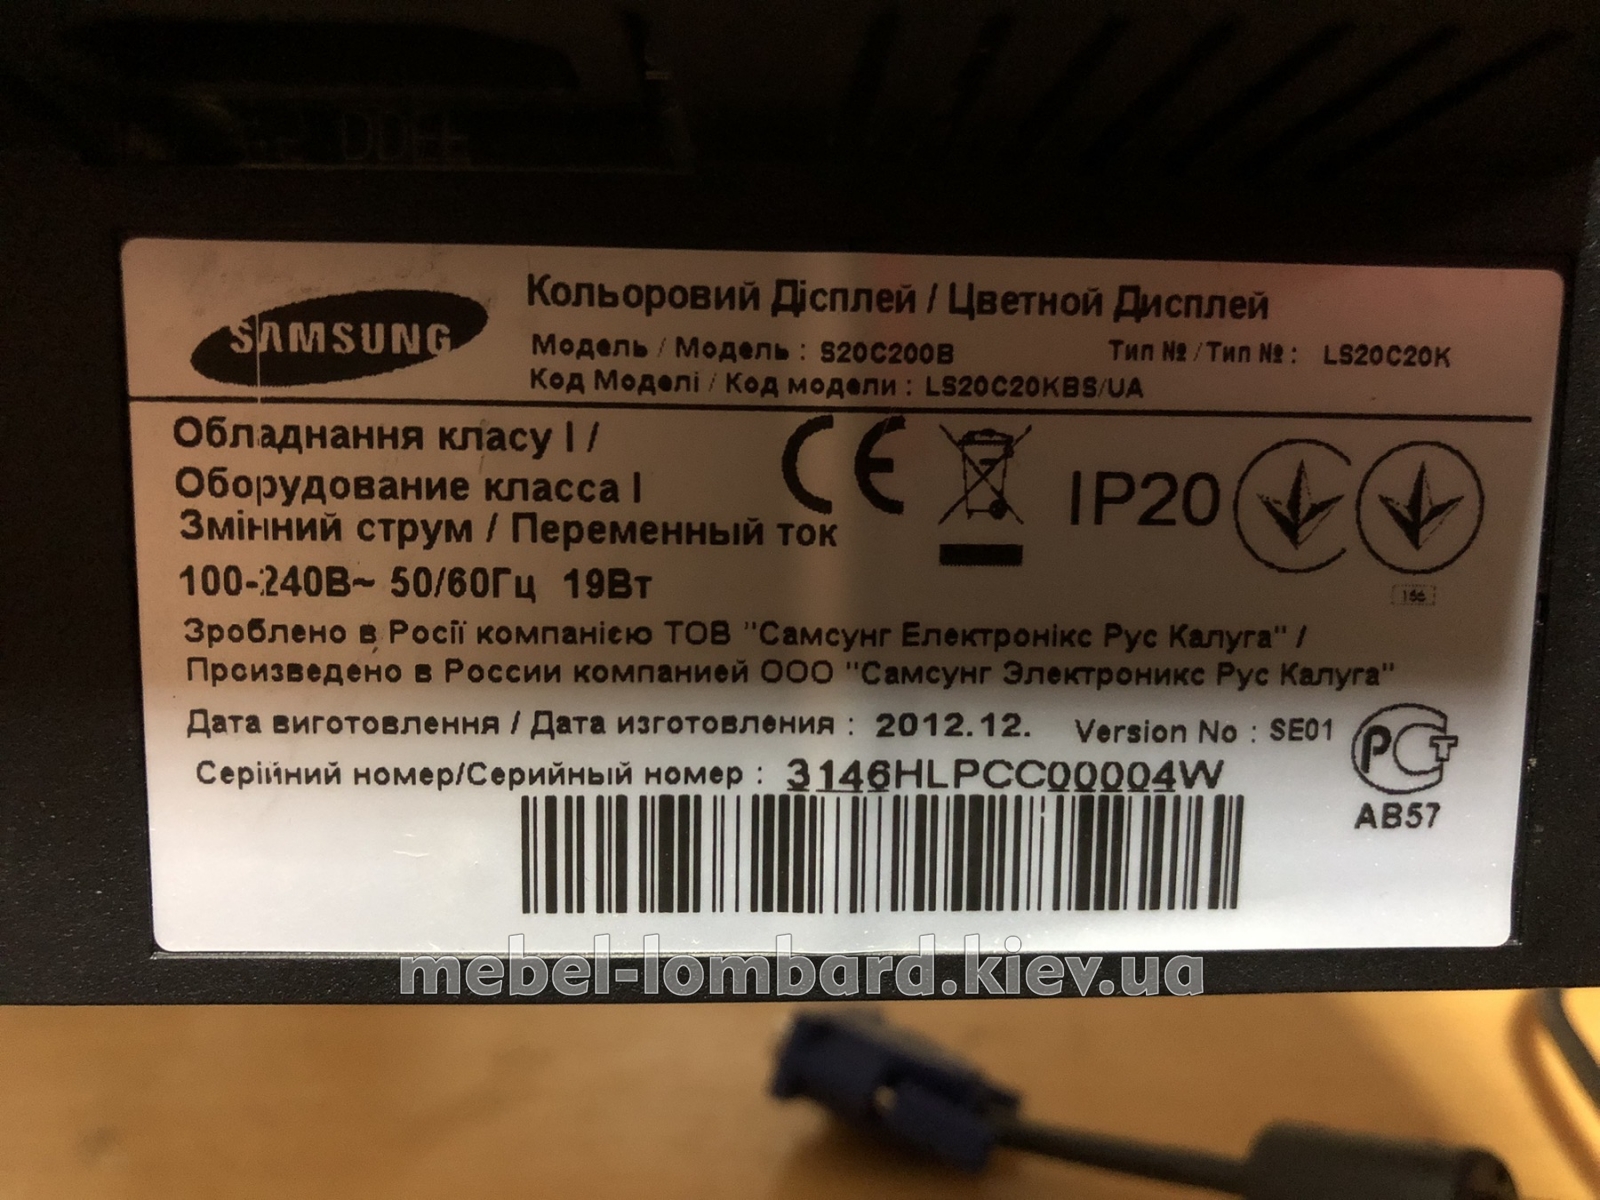 SAMSUNG
Кольоровий Дісплей / Цветной Дисплей
Модель / Модель : S20C200B Тип № / Тип № : LS20C20K
Код Моделі / Код модели : LS20C20KBS/UA
Обладнання класу I /
Оборудование класса I
Змінний струм / Переменный ток
100-240В~ 50/60Гц 19Вт
CE
IP20
166
Зроблено в Росії компанією ТОВ "Самсунг Електронікс Рус Калуга" /
Произведено в России компанией ООО "Самсунг Электроникс Рус Калуга"
Дата виготовлення / Дата изготовления : 2012.12. Version No : SE01
Серійний номер/Серийный номер : 3146HLPCC00004W
РСТ
АВ57
mebel-lombard.kiev.ua